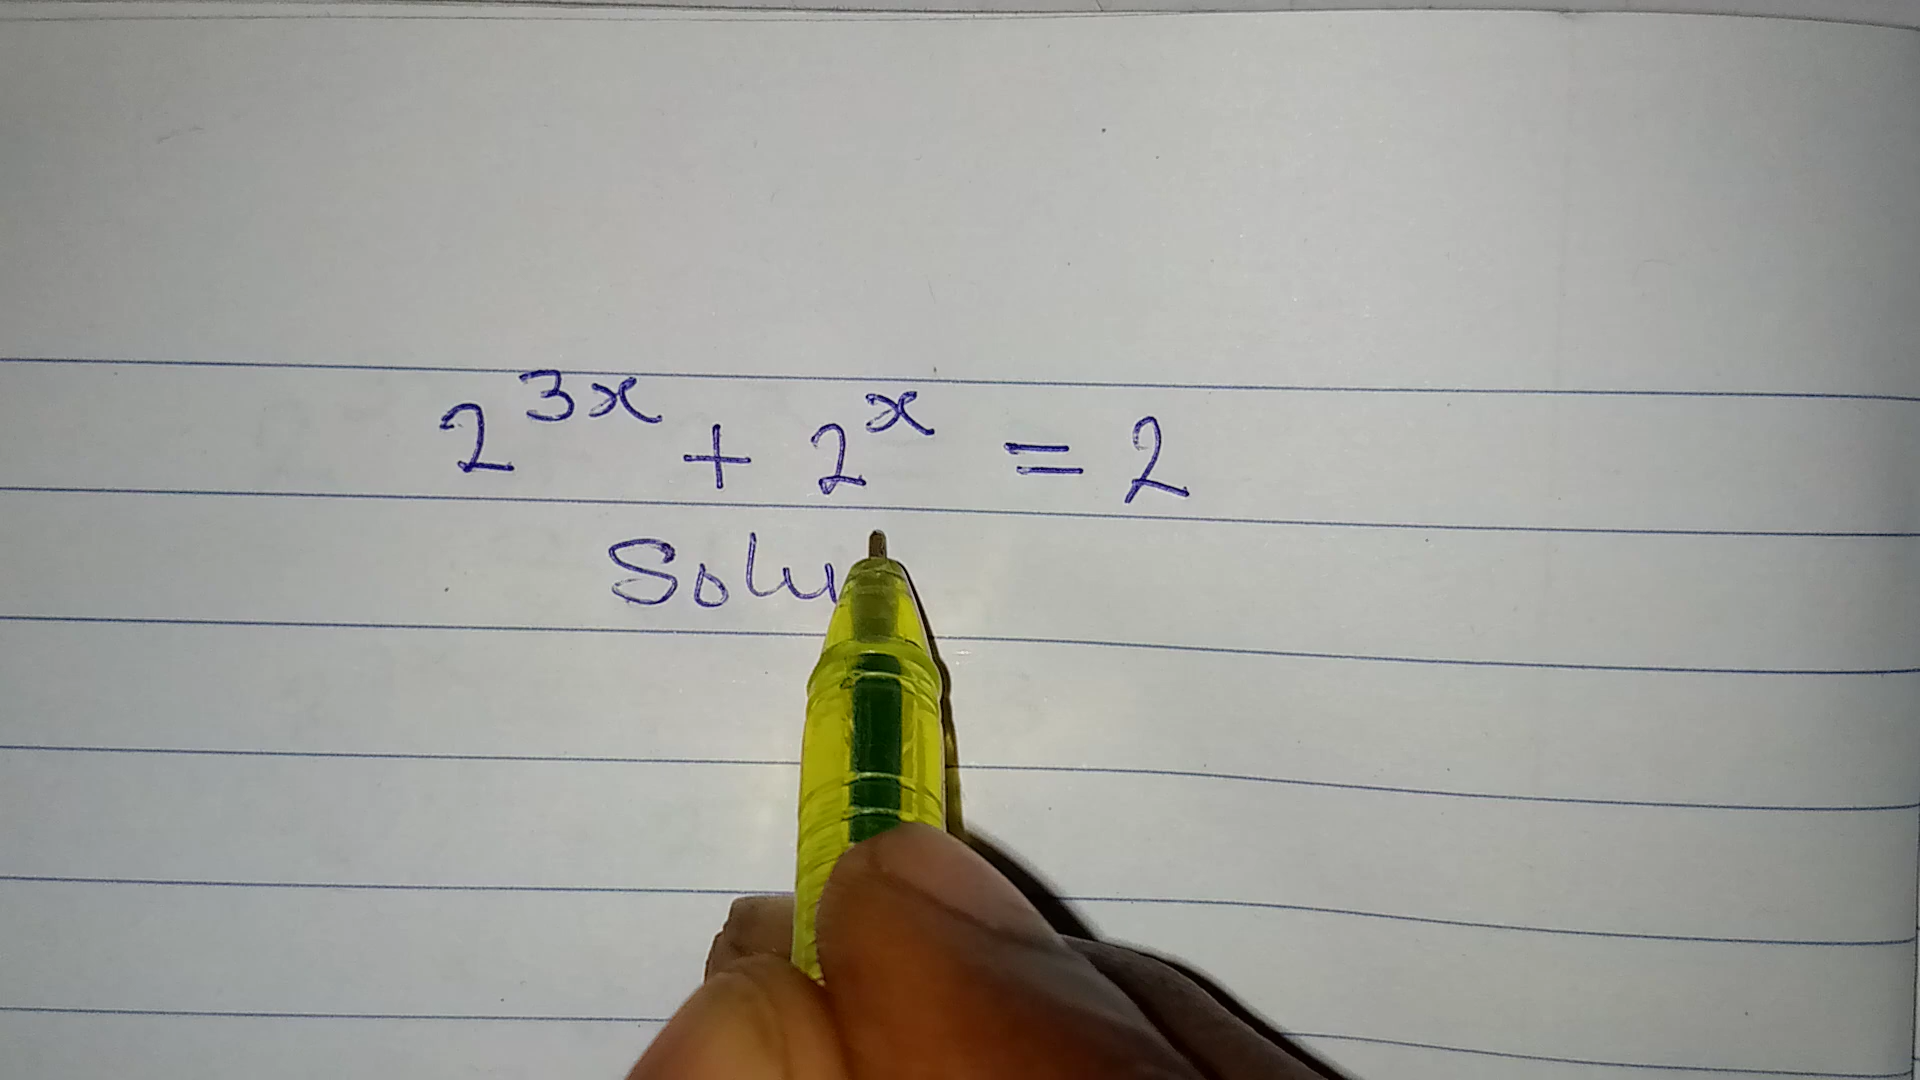 2^{3x} + 2^x = 2
Solu